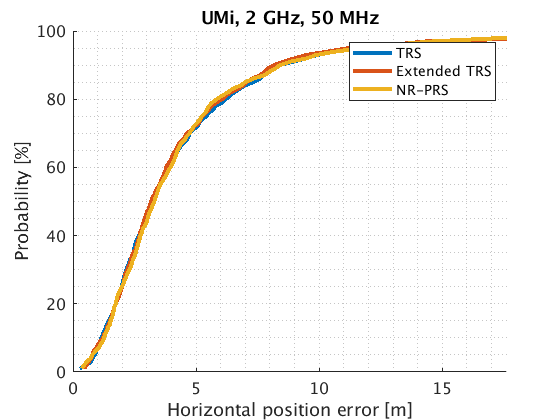 UMi, 2 GHz, 50 MHz
100
80
60
40
20
0
Probability [%]
TRS
Extended TRS
NR-PRS
0
5
10
15
Horizontal position error [m]